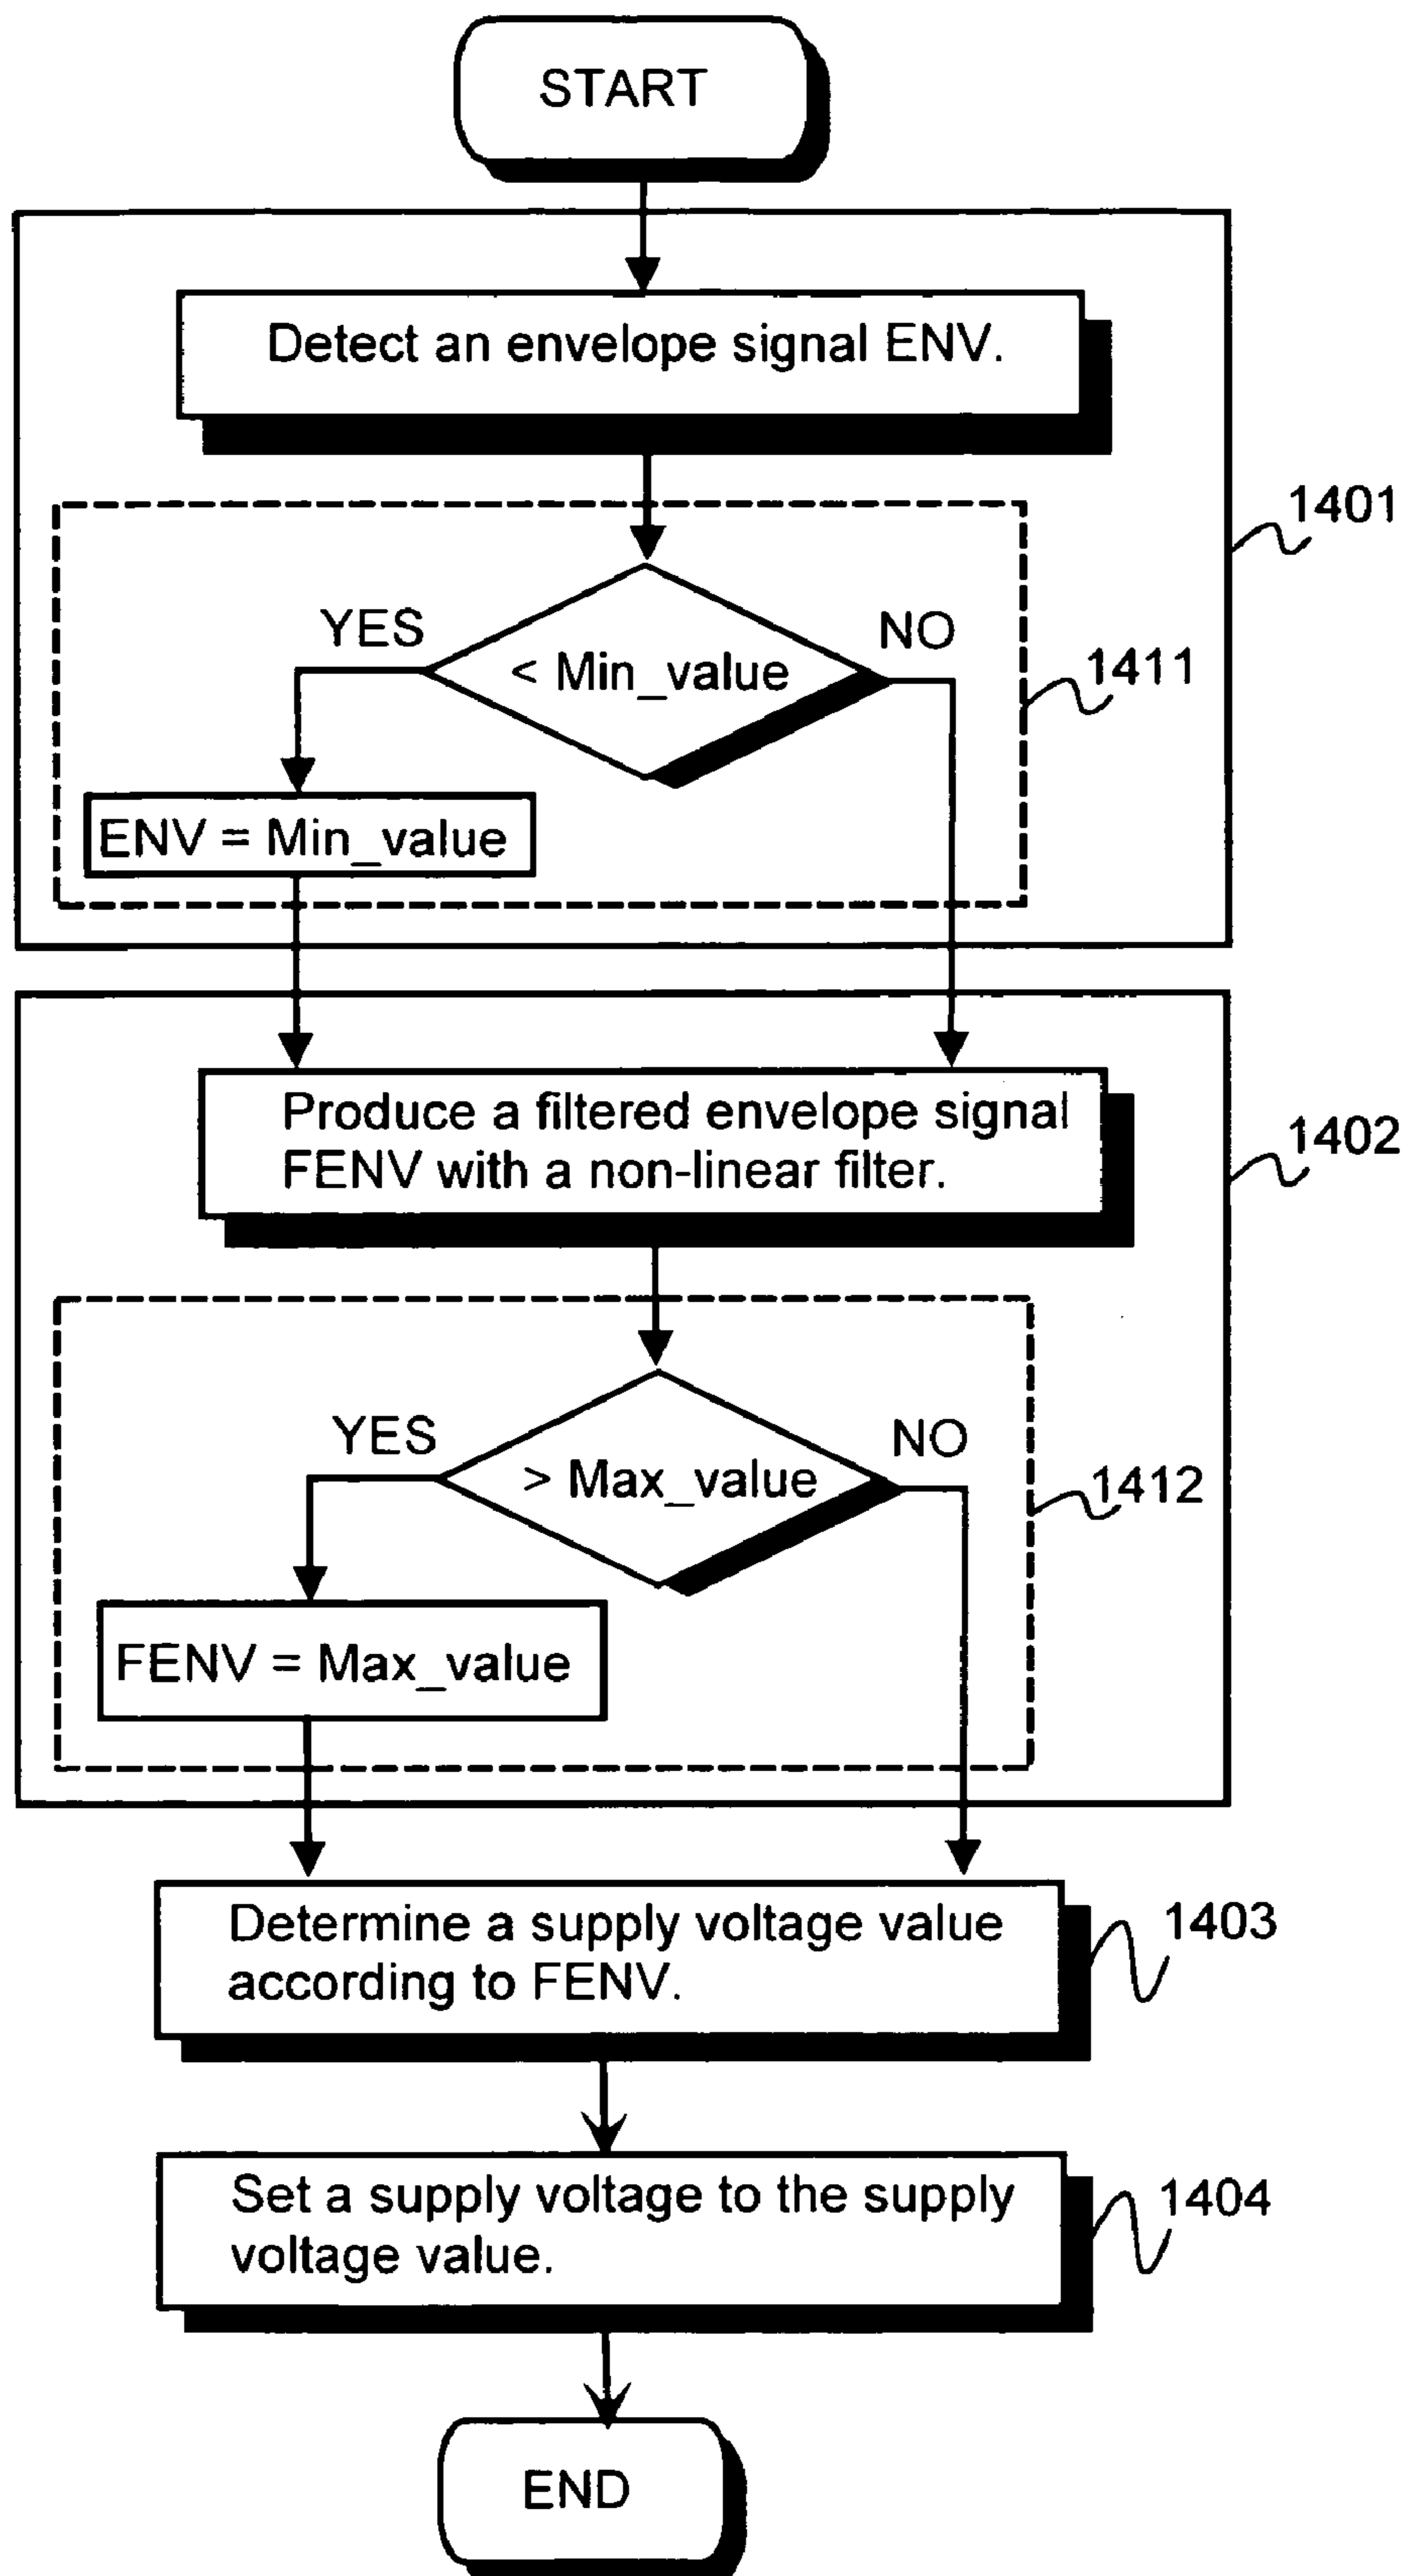 START
Detect an envelope signal ENV.
1401
YES
NO
< Min_value
1411
ENV = Min_value
Produce a filtered envelope signal
FENV with a non-linear filter.
1402
YES
NO
> Max_value
1412
FENV = Max_value
Determine a supply voltage value
according to FENV.
1403
Set a supply voltage to the supply
voltage value.
1404
END